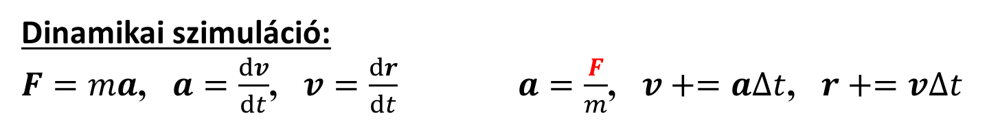 Dinamikai szimuláció:
F = ma, a = dv/dt, v = dr/dt a = F/m, v += aΔt, r += vΔt